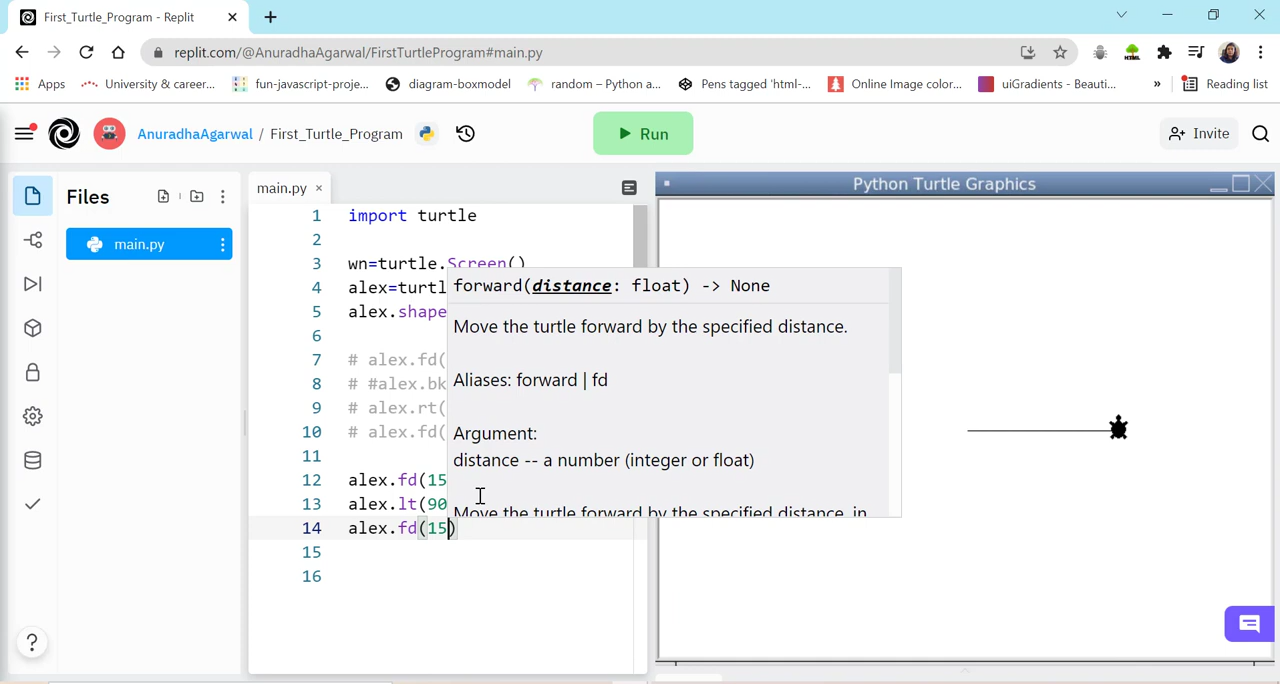 First_Turtle_Program - Replit
replit.com/@AnuradhaAgarwal/FirstTurtleProgram#main.py
Apps University & career... fun-javascript-proje... diagram-boxmodel random – Python a... Pens tagged 'html-... Online Image color... uiGradients - Beauti... » Reading list
AnuradhaAgarwal / First_Turtle_Program Run Invite
Files
main.py
main.py
1 import turtle
2
3 wn=turtle.Screen()
4 alex=turtl
5 alex.shape
6
7 # alex.fd(
8 # #alex.bk
9 # alex.rt(
10 # alex.fd(
11
12 alex.fd(15
13 alex.lt(90
14 alex.fd(15)
15
16
forward(distance: float) -> None
Move the turtle forward by the specified distance.
Aliases: forward | fd
Argument:
distance -- a number (integer or float)
Move the turtle forward by the specified distance, in
Python Turtle Graphics
?